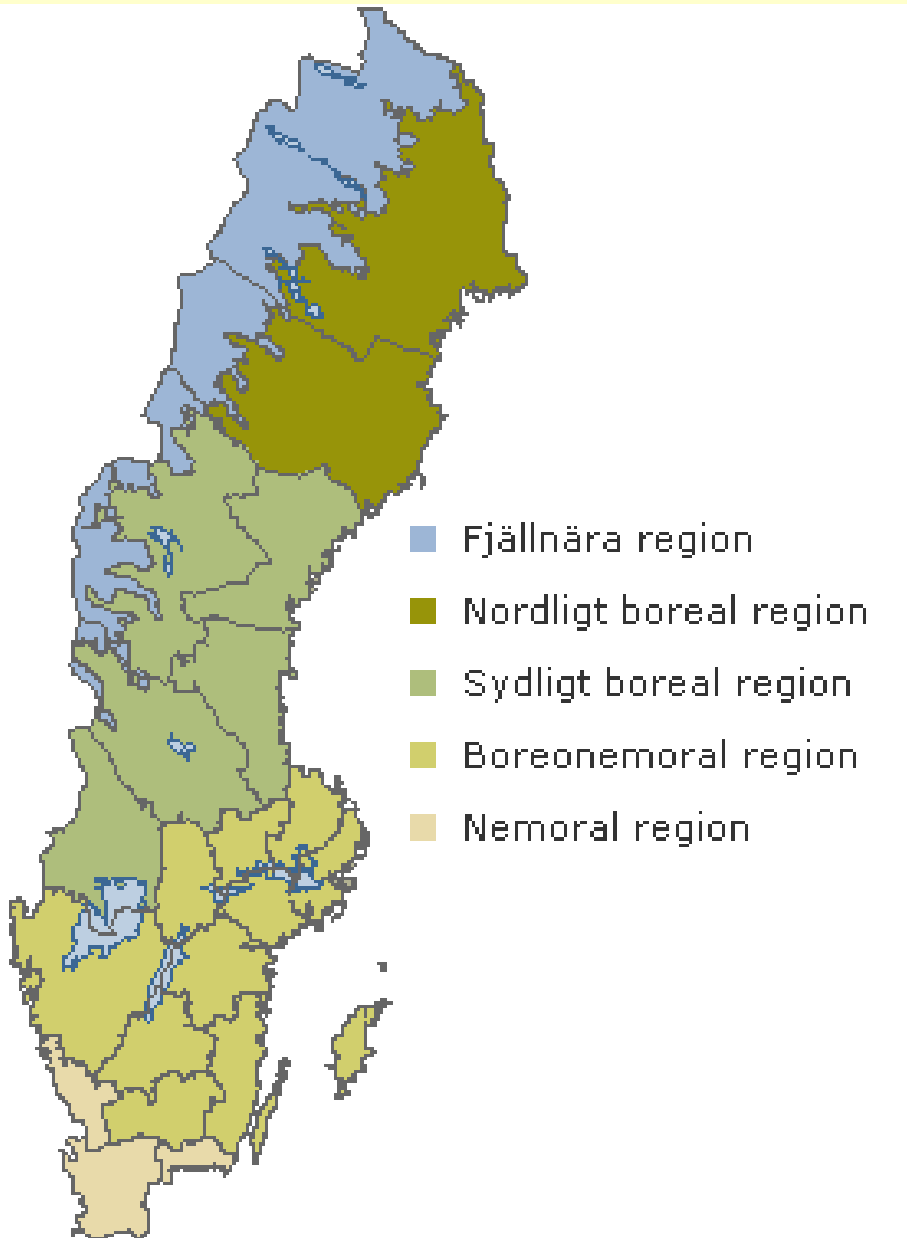 Fjällnära region
Nordligt boreal region
Sydligt boreal region
Boreonemoral region
Nemoral region